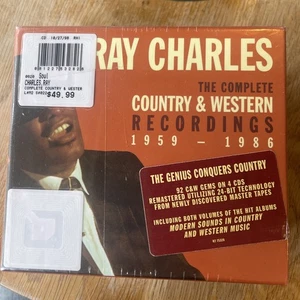 RAY CHARLES
THE COMPLETE
COUNTRY & WESTERN
RECORDINGS
1959 - 1986
Soul
CHARLES, RAY
COMPLETE COUNTRY & WESTER
$49.99
THE GENIUS CONQUERS COUNTRY
92 C&W GEMS ON 4 CDS
REMASTERED UTILIZING 24-BIT TECHNOLOGY
FROM NEWLY DISCOVERED MASTER TAPES
INCLUDING BOTH VOLUMES OF THE HIT ALBUMS
MODERN SOUNDS IN COUNTRY
AND WESTERN MUSIC